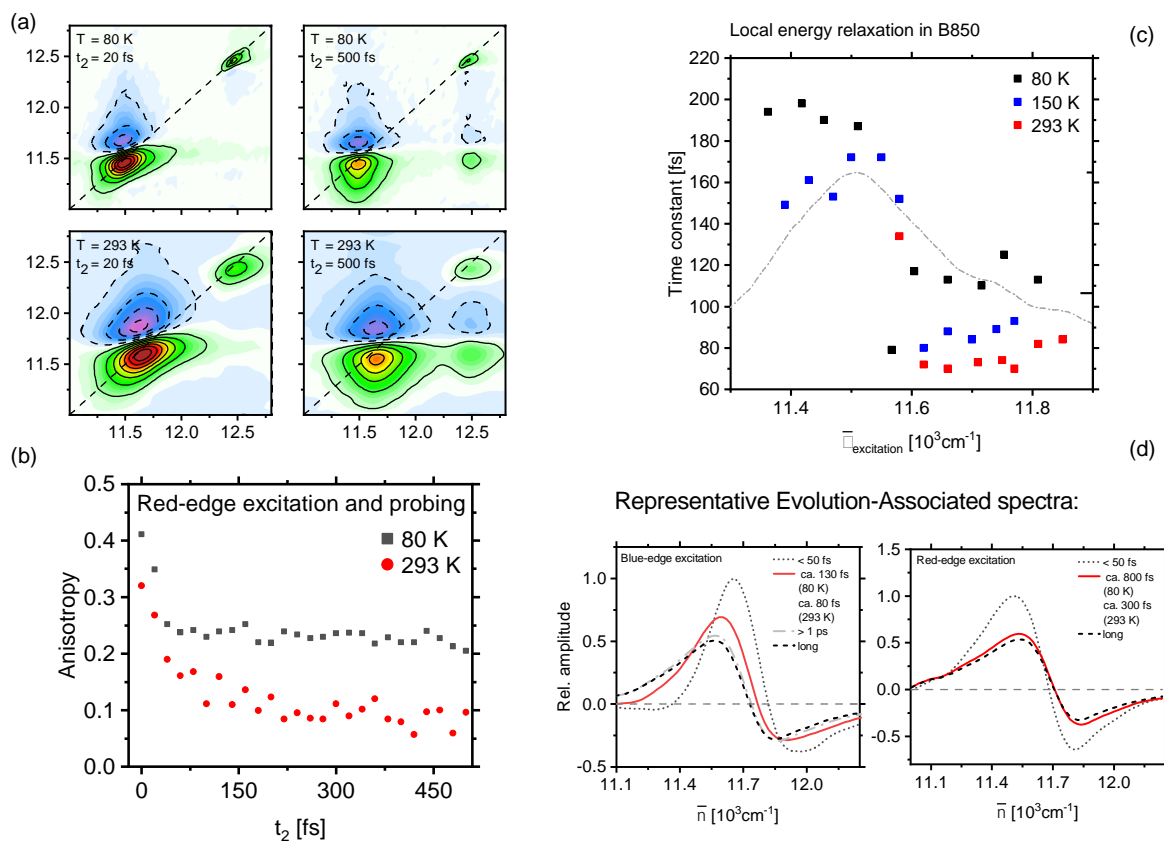 (a)
T = 80 K
t2 = 20 fs
T = 80 K
t2 = 500 fs
12.5
12.0
11.5
T = 293 K
t2 = 20 fs
T = 293 K
t2 = 500 fs
12.5
12.0
11.5
11.5 12.0 12.5
11.5 12.0 12.5
(b)
Red-edge excitation and probing
80 K
293 K
0.5
0.4
0.3
0.2
0.1
0.0
Anisotropy
0 150 300 450
t2 [fs]
(c)
Local energy relaxation in B850
80 K
150 K
293 K
220
200
180
160
140
120
100
80
60
Time constant [fs]
11.4 11.6 11.8
excitation [10³cm-1]
(d)
Representative Evolution-Associated spectra:
Blue-edge excitation
< 50 fs
ca. 130 fs
(80 K)
ca. 80 fs
(293 K)
> 1 ps
long
1.0
0.5
0.0
-0.5
Rel. amplitude
11.1 11.4 11.7 12.0
n̅ [10³cm-1]
Red-edge excitation
< 50 fs
ca. 800 fs
(80 K)
ca. 300 fs
(293 K)
long
1.5
1.0
0.5
0.0
-0.5
11.1 11.4 11.7 12.0
n̅ [10³cm-1]